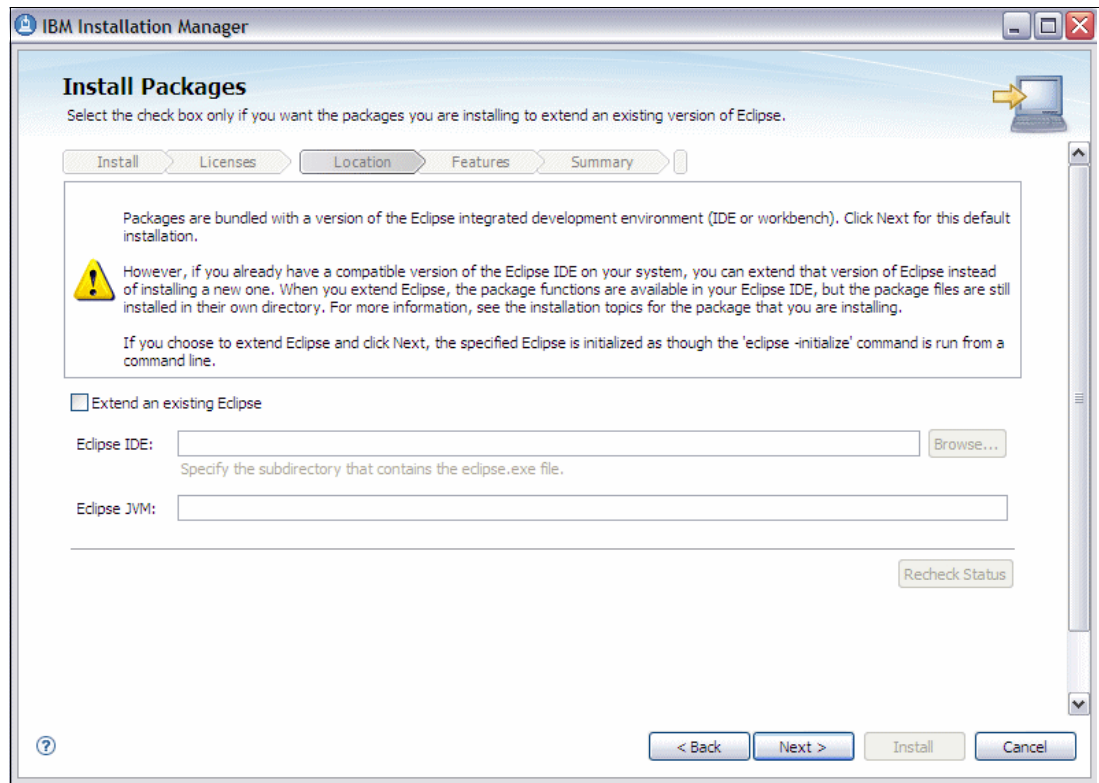 IBM Installation Manager
Install Packages
Select the check box only if you want the packages you are installing to extend an existing version of Eclipse.
Install
Licenses
Location
Features
Summary
Packages are bundled with a version of the Eclipse integrated development environment (IDE or workbench). Click Next for this default
installation.
However, if you already have a compatible version of the Eclipse IDE on your system, you can extend that version of Eclipse instead
of installing a new one. When you extend Eclipse, the package functions are available in your Eclipse IDE, but the package files are still
installed in their own directory. For more information, see the installation topics for the package that you are installing.
If you choose to extend Eclipse and click Next, the specified Eclipse is initialized as though the 'eclipse -initialize' command is run from a
command line.
Extend an existing Eclipse
Eclipse IDE:
Browse...
Specify the subdirectory that contains the eclipse.exe file.
Eclipse JVM:
Recheck Status
?
< Back
Next >
Install
Cancel